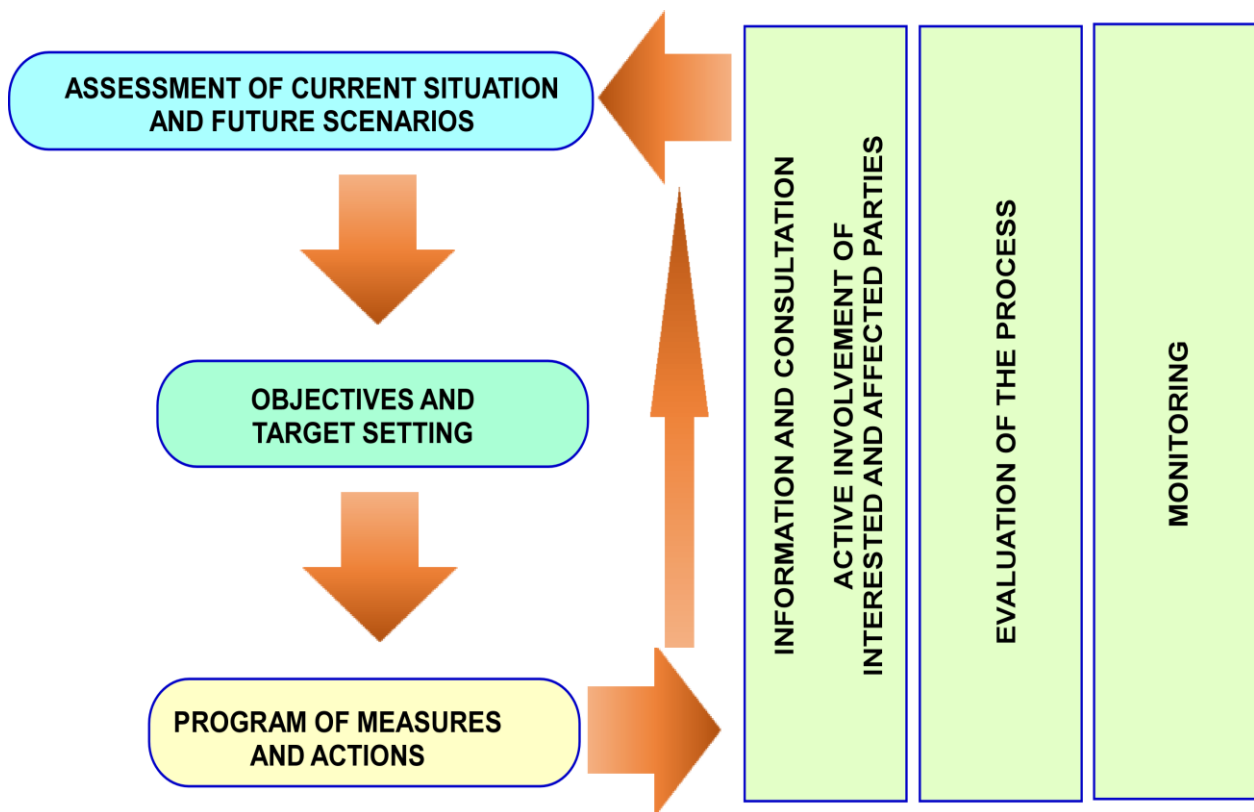 ASSESSMENT OF CURRENT SITUATION
AND FUTURE SCENARIOS
OBJECTIVES AND
TARGET SETTING
PROGRAM OF MEASURES
AND ACTIONS
INFORMATION AND CONSULTATION
ACTIVE INVOLVEMENT OF
INTERESTED AND AFFECTED PARTIES
EVALUATION OF THE PROCESS
MONITORING